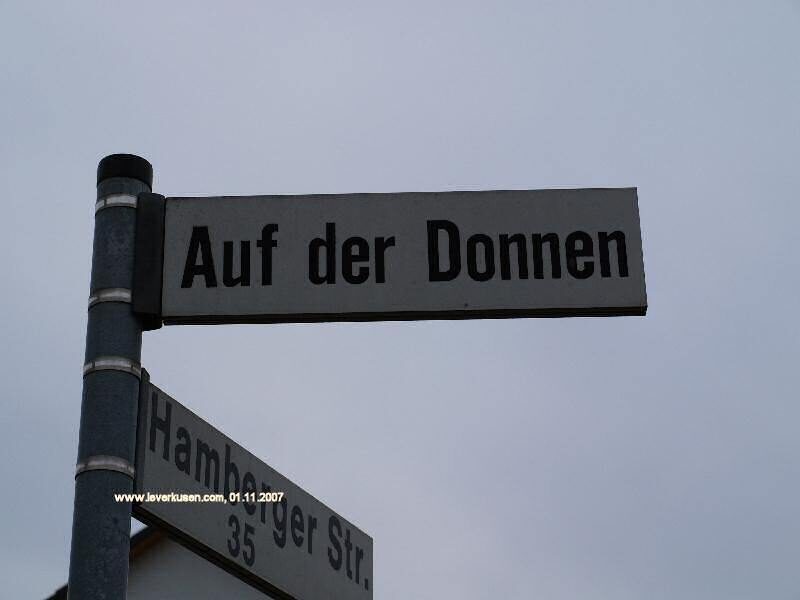 Auf der Donnen
Hamberger Str.
35
www.leverkusen.com, 01.11.2007